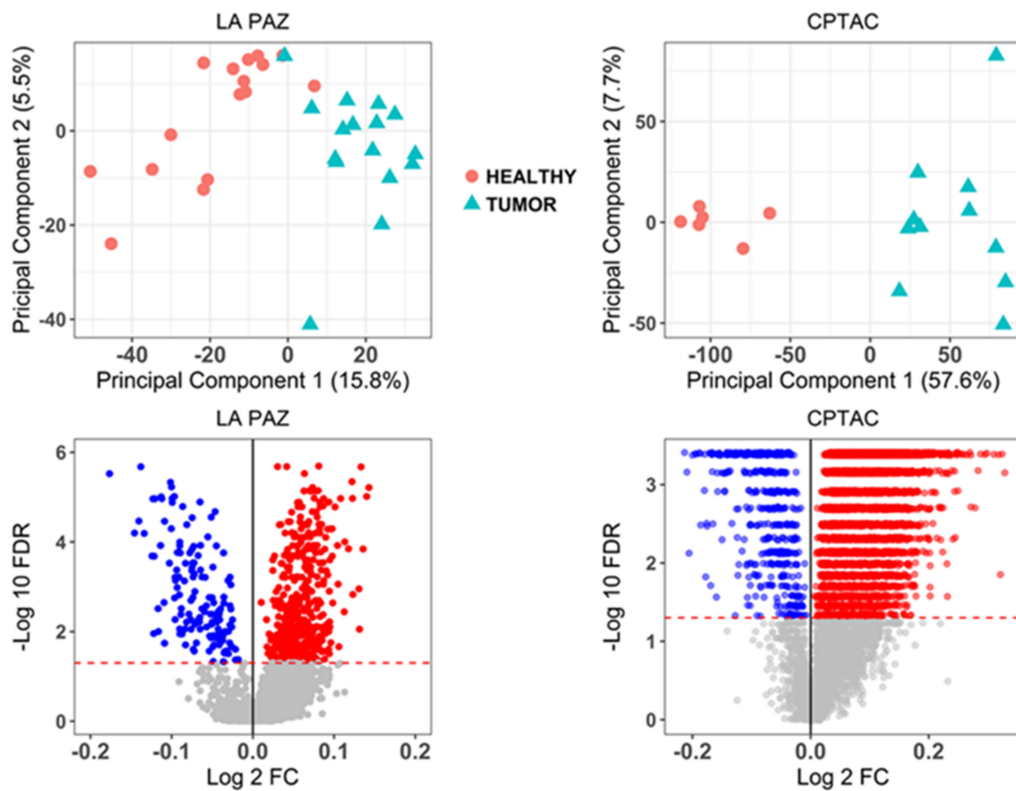 LA PAZ
Pricipal Component 2 (5.5%)
0
-20
-40
-40
-20
0
20
Principal Component 1 (15.8%)
HEALTHY
TUMOR
CPTAC
Pricipal Component 2 (7.7%)
50
0
-50
-100
-50
0
50
Principal Component 1 (57.6%)
LA PAZ
-Log 10 FDR
6
4
2
0
-0.2
-0.1
0.0
0.1
0.2
Log 2 FC
CPTAC
-Log 10 FDR
3
2
1
0
-0.2
0.0
0.2
Log 2 FC